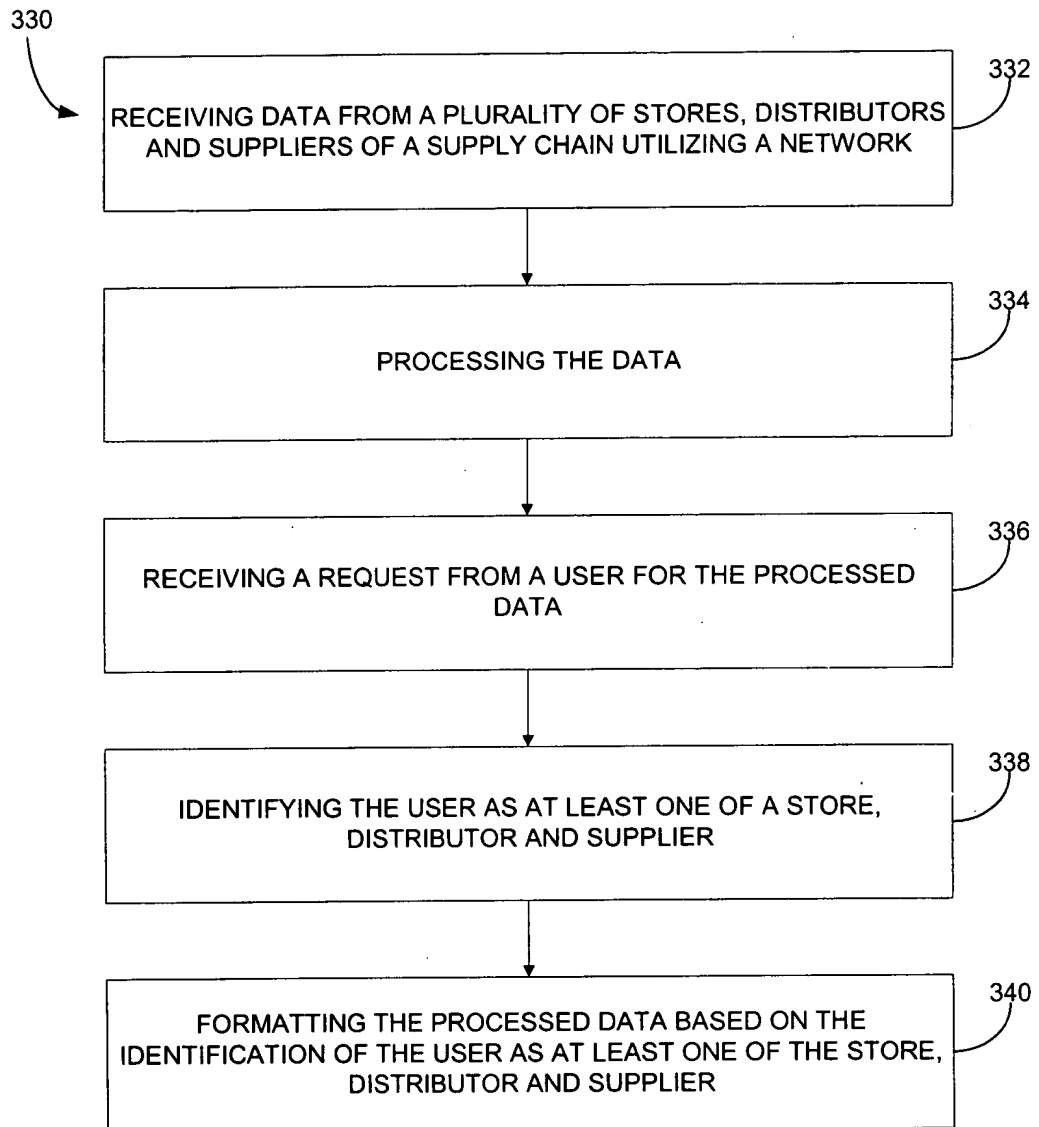 330
332
RECEIVING DATA FROM A PLURALITY OF STORES, DISTRIBUTORS
AND SUPPLIERS OF A SUPPLY CHAIN UTILIZING A NETWORK
334
PROCESSING THE DATA
336
RECEIVING A REQUEST FROM A USER FOR THE PROCESSED
DATA
338
IDENTIFYING THE USER AS AT LEAST ONE OF A STORE,
DISTRIBUTOR AND SUPPLIER
340
FORMATTING THE PROCESSED DATA BASED ON THE
IDENTIFICATION OF THE USER AS AT LEAST ONE OF THE STORE,
DISTRIBUTOR AND SUPPLIER